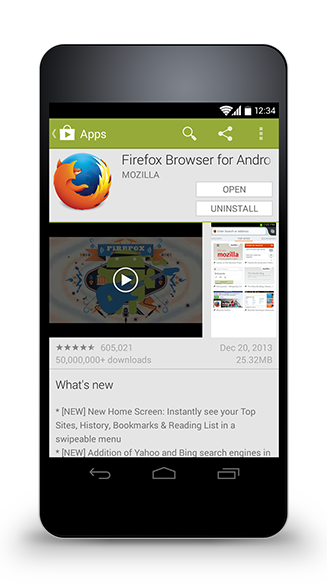 12:34
Apps
Firefox Browser for Andro
MOZILLA
OPEN
UNINSTALL
FIREFOX
mozilla
605,021
Dec 20, 2013
50,000,000+ downloads
25.32MB
What's new
* [NEW] New Home Screen: Instantly see your Top
Sites, History, Bookmarks & Reading List in a
swipeable menu
* [NEW] Addition of Yahoo and Bing search engines in